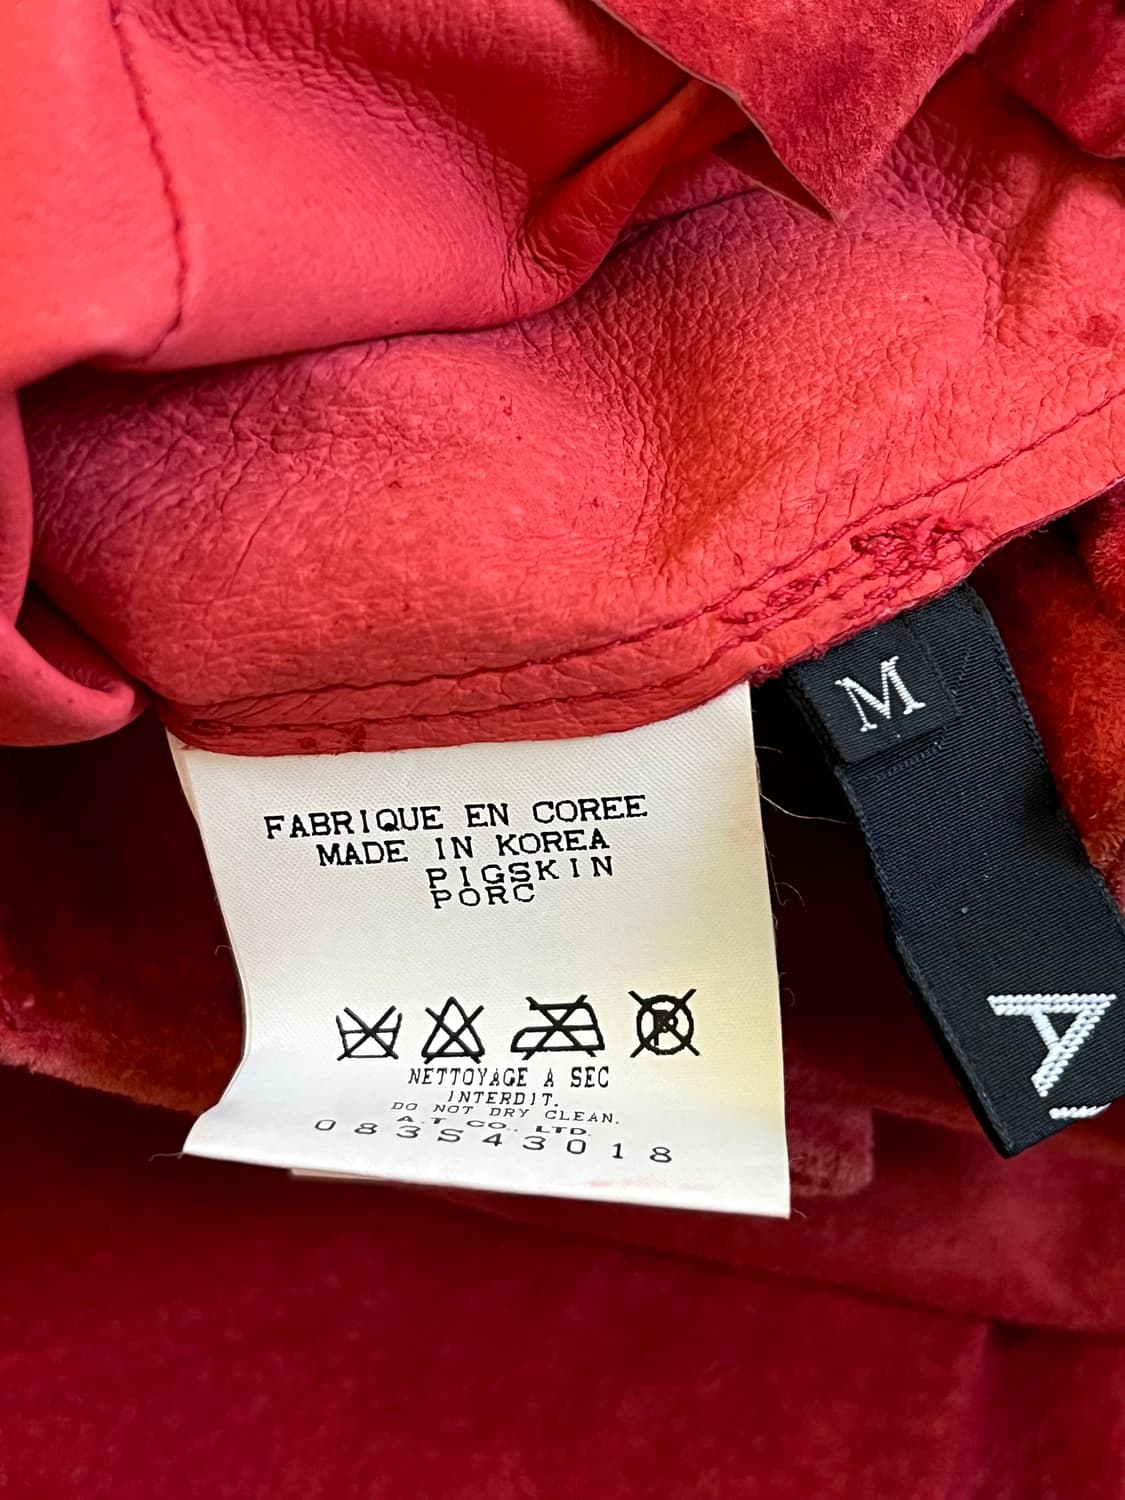 M
FABRIQUE EN COREE
MADE IN KOREA
PIGSKIN
PORC
NETTOYAGE A SEC
INTERDIT.
DO NOT DRY CLEAN.
A.T CO., LTD.
083S43018